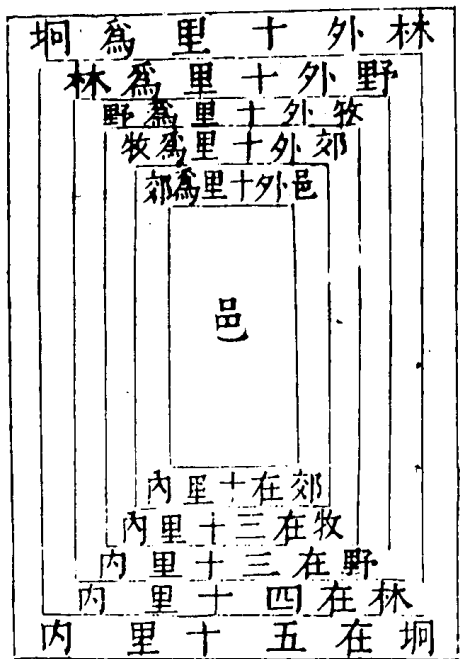 林外十里爲坰
野外十里爲林
牧外十里爲野
郊外十里爲牧
邑外十里爲郊
邑
郊在十里内
牧在三十里内
野在三十里内
林在四十里内
坰在五十里内